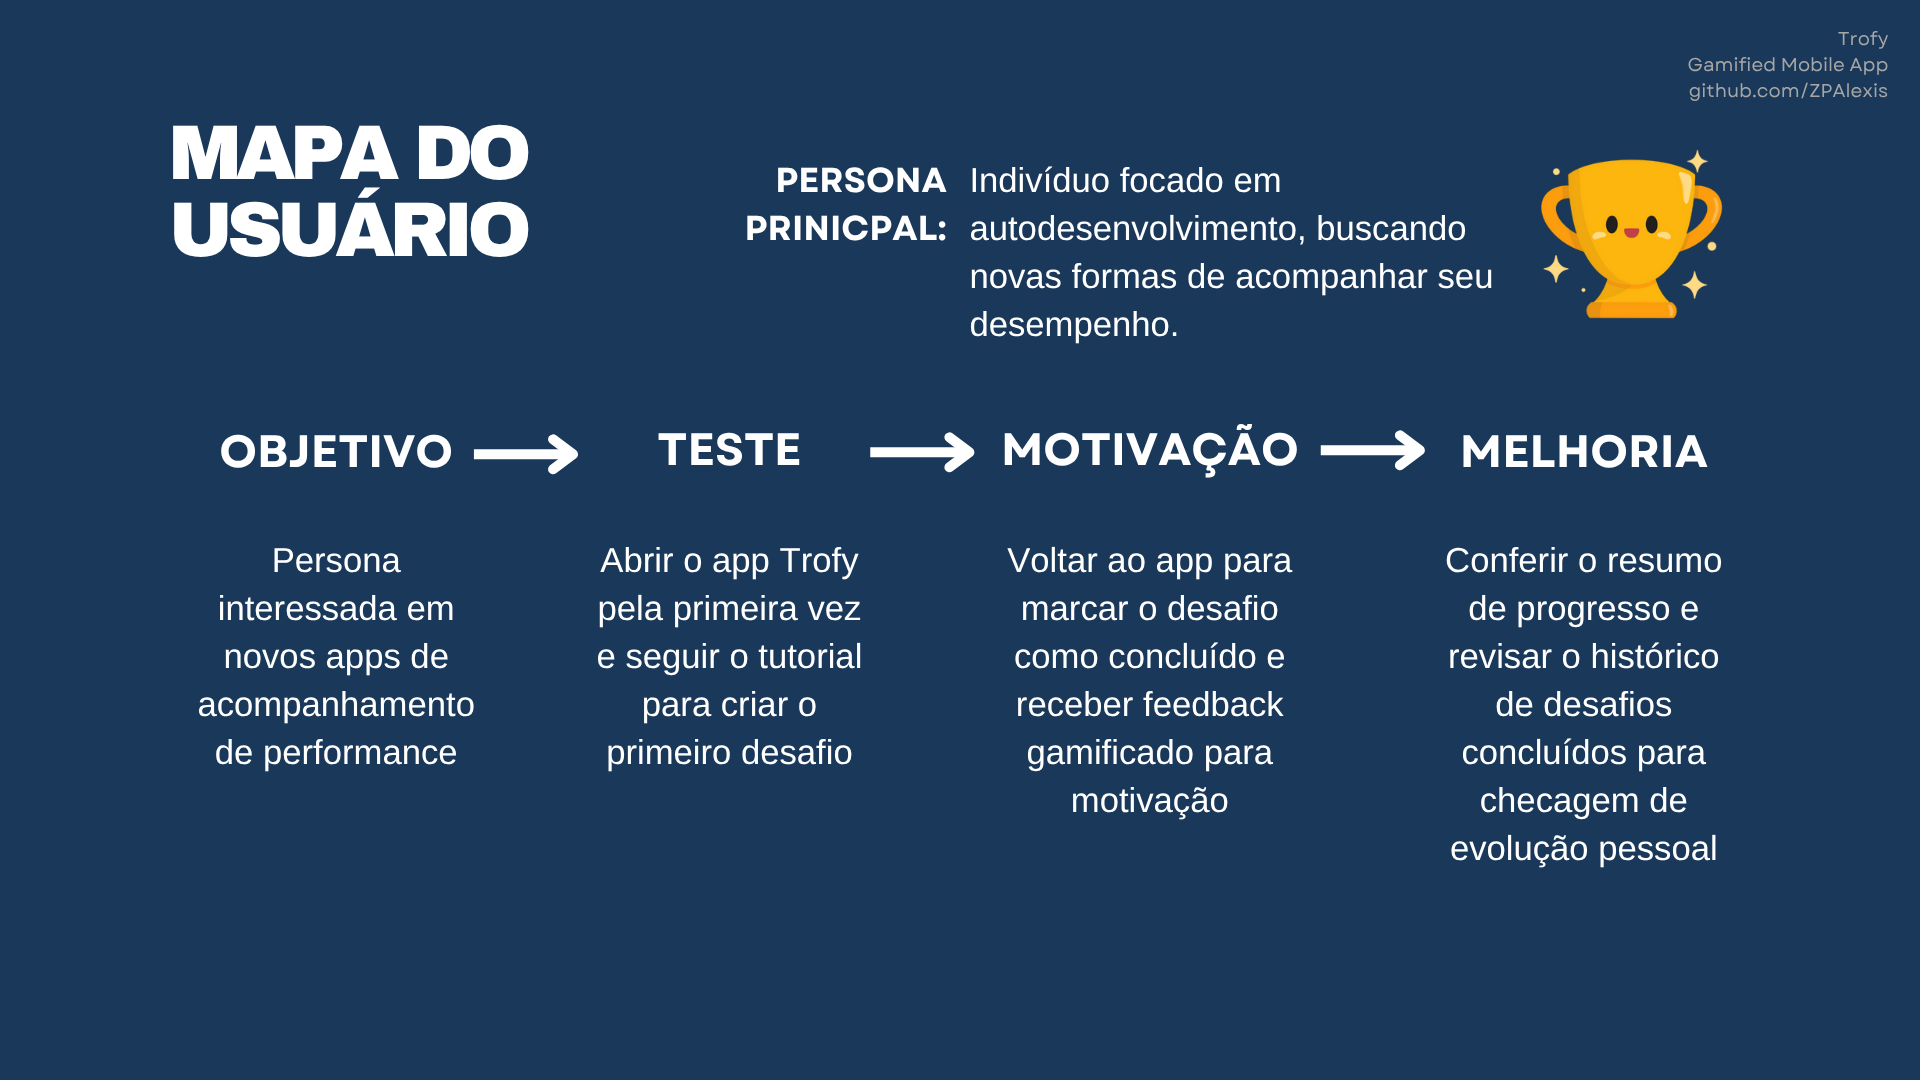 Trofy
Gamified Mobile App
github.com/ZPAlexis
MAPA DO
USUÁRIO
PERSONA
PRINICPAL:
Indivíduo focado em
autodesenvolvimento, buscando
novas formas de acompanhar seu
desempenho.
OBJETIVO
Persona
interessada em
novos apps de
acompanhamento
de performance
TESTE
Abrir o app Trofy
pela primeira vez
e seguir o tutorial
para criar o
primeiro desafio
MOTIVAÇÃO
Voltar ao app para
marcar o desafio
como concluído e
receber feedback
gamificado para
motivação
MELHORIA
Conferir o resumo
de progresso e
revisar o histórico
de desafios
concluídos para
checagem de
evolução pessoal